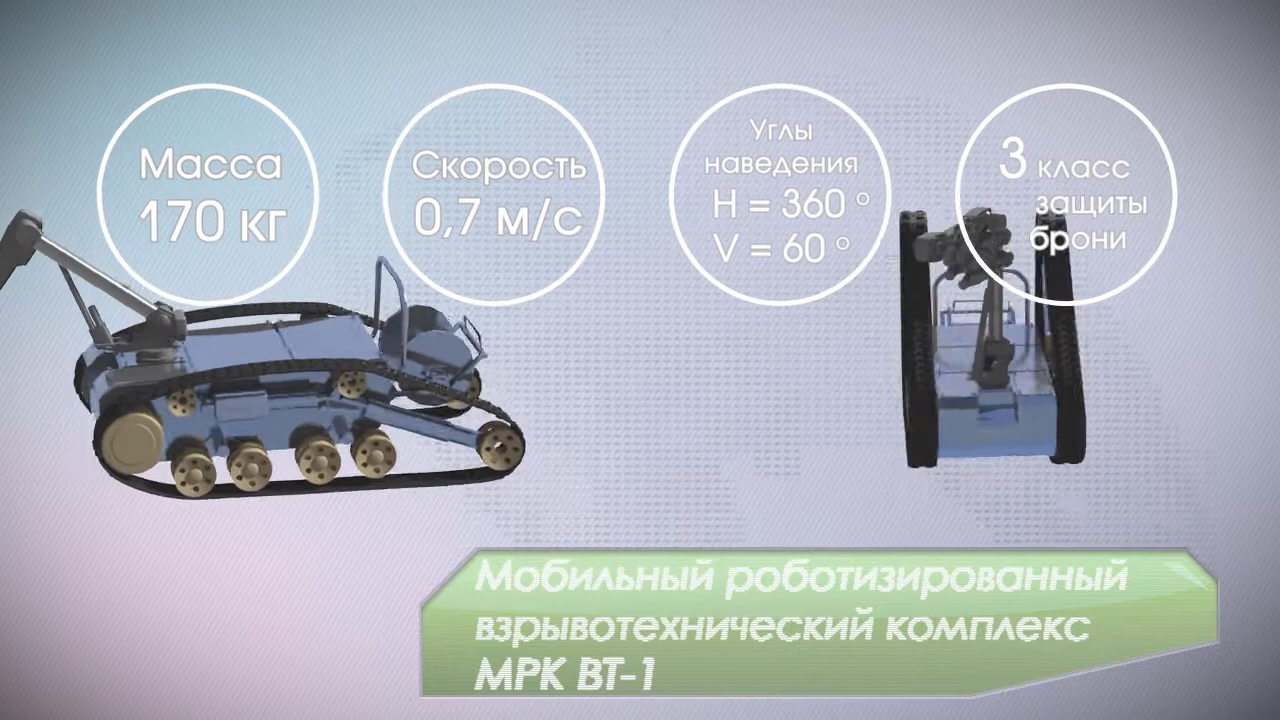 Масса
170 кг
Скорость
0,7 м/с
Углы
наведения
H = 360 °
V = 60 °
3 класс
защиты
брони
Мобильный роботизированный
взрывотехнический комплекс
МРК ВТ-1